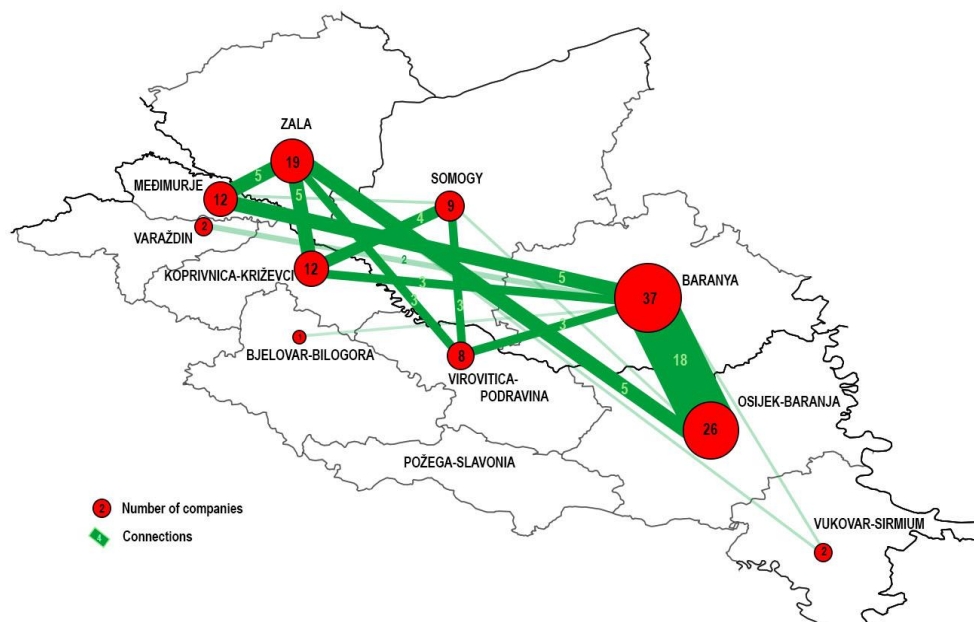 ZALA
19
5
MEĐIMURJE
12
5
SOMOGY
9
4
2
VARAŽDIN
2
KOPRIVNICA-KRIŽEVCI
12
3
5
BARANYA
37
3
3
3
1
BJELOVAR-BILOGORA
8
VIROVITICA-
PODRAVINA
18
5
OSIJEK-BARANJA
26
POŽEGA-SLAVONIA
2 Number of companies
Connections
VUKOVAR-SIRMIUM
2